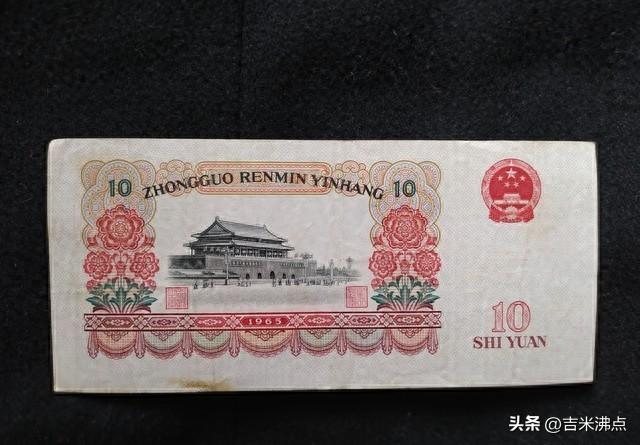 10 ZHONGGUO RENMIN YINHANG 10
1965
10
SHI YUAN
头条 @吉米沸点